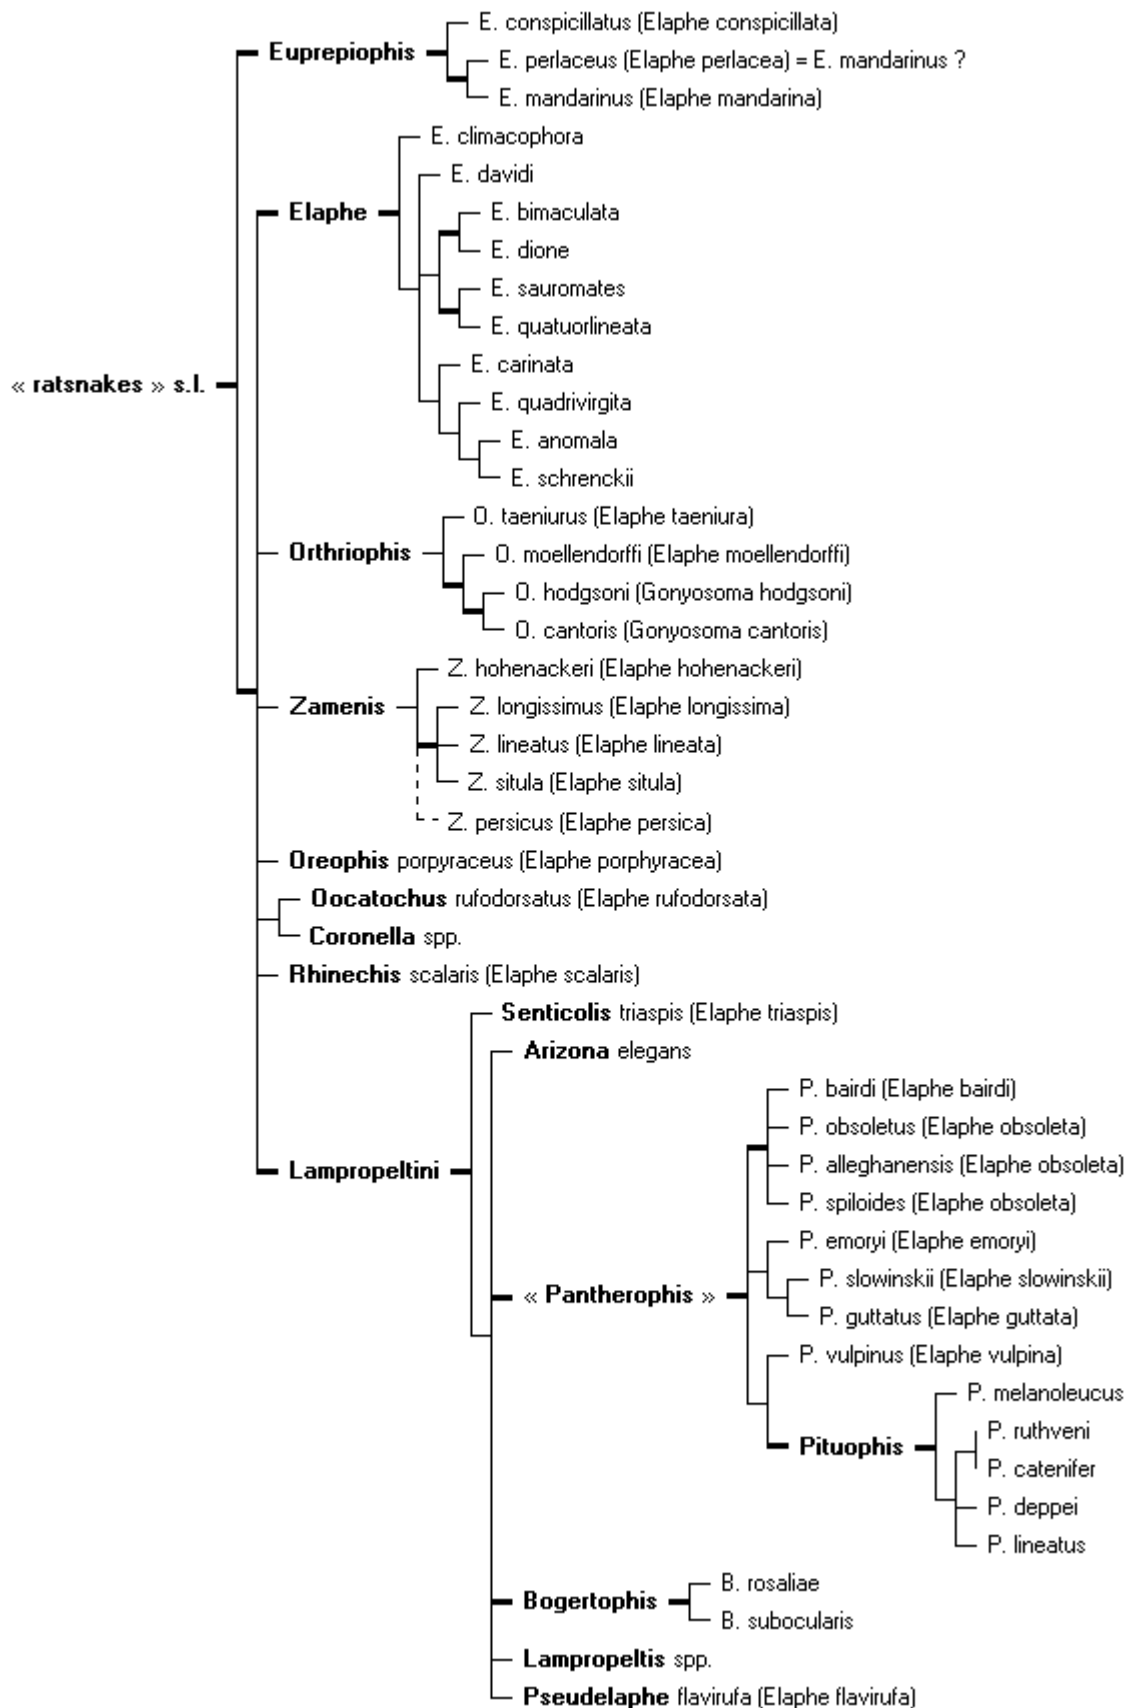 E. conspicillatus (Elaphe conspicillata)
Euprepiophis
E. perlaceus (Elaphe perlacea) = E. mandarinus ?
E. mandarinus (Elaphe mandarina)
E. climacophora
E. davidi
Elaphe
E. bimaculata
E. dione
E. sauromates
E. quatuorlineata
E. carinata
« ratsnakes » s.l.
E. quadrivirgita
E. anomala
E. schrenckii
O. taeniurus (Elaphe taeniura)
Orthriophis
O. moellendorffi (Elaphe moellendorffi)
O. hodgsoni (Gonyosoma hodgsoni)
O. cantoris (Gonyosoma cantoris)
Z. hohenackeri (Elaphe hohenackeri)
Zamenis
Z. longissimus (Elaphe longissima)
Z. lineatus (Elaphe lineata)
Z. situla (Elaphe situla)
Z. persicus (Elaphe persica)
Oreophis porpyraceus (Elaphe porphyracea)
Oocatochus rufodorsatus (Elaphe rufodorsata)
Coronella spp.
Rhinechis scalaris (Elaphe scalaris)
Senticolis triaspis (Elaphe triaspis)
Arizona elegans
P. bairdi (Elaphe bairdi)
P. obsoletus (Elaphe obsoleta)
Lampropeltini
P. alleghanensis (Elaphe obsoleta)
P. spiloides (Elaphe obsoleta)
P. emoryi (Elaphe emoryi)
P. slowinskii (Elaphe slowinskii)
« Pantherophis »
P. guttatus (Elaphe guttata)
P. vulpinus (Elaphe vulpina)
P. melanoleucus
P. ruthveni
Pituophis
P. catenifer
P. deppei
P. lineatus
B. rosaliae
Bogertophis
B. subocularis
Lampropeltis spp.
Pseudelaphe flavirufa (Elaphe flavirufa)